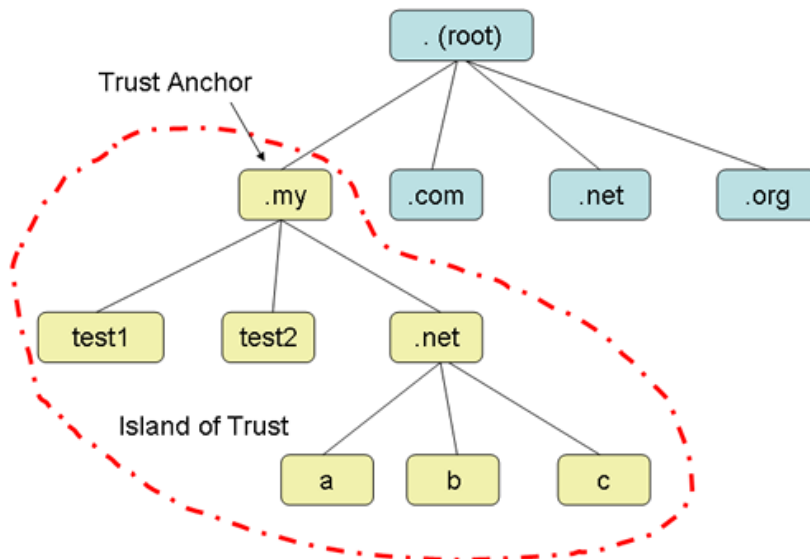 . (root)
Trust Anchor
.my
.com
.net
.org
test1
test2
.net
Island of Trust
a
b
c